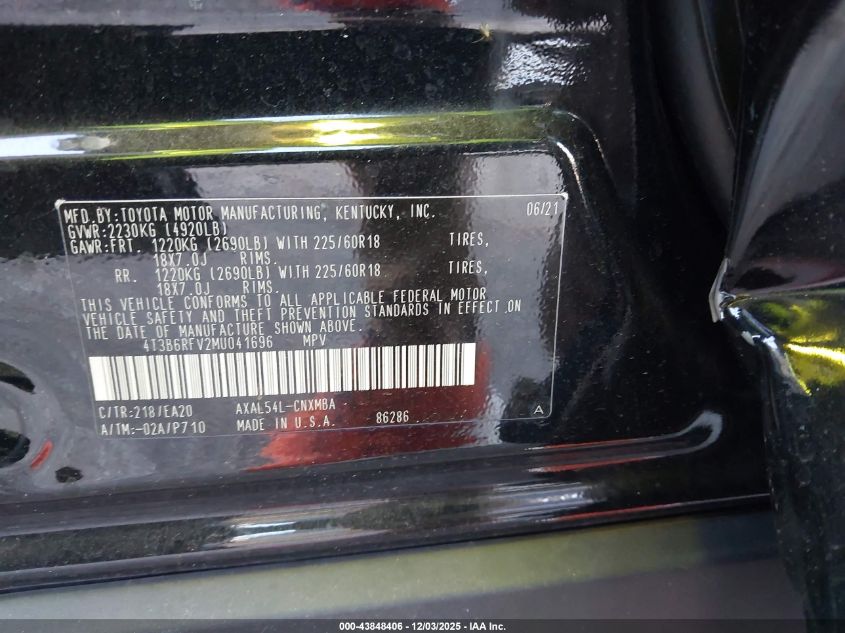 MFD.BY:TOYOTA MOTOR MANUFACTURING, KENTUCKY, INC. 06/21
GVWR:2230KG (4920LB)
GAWR:FRT. 1220KG (2690LB) WITH 225/60R18 TIRES,
18X7.0J RIMS.
RR. 1220KG (2690LB) WITH 225/60R18 TIRES,
18X7.0J RIMS.
THIS VEHICLE CONFORMS TO ALL APPLICABLE FEDERAL MOTOR
VEHICLE SAFETY AND THEFT PREVENTION STANDARDS IN EFFECT ON
THE DATE OF MANUFACTURE SHOWN ABOVE.
4T3B6RFV2MU041696 MPV
C/TR:218/EA20 AXAL54L-CNXMBA
A/TM:-02A/P710 MADE IN U.S.A. 86286 A
000-43848406 - 12/03/2025 - IAA Inc.